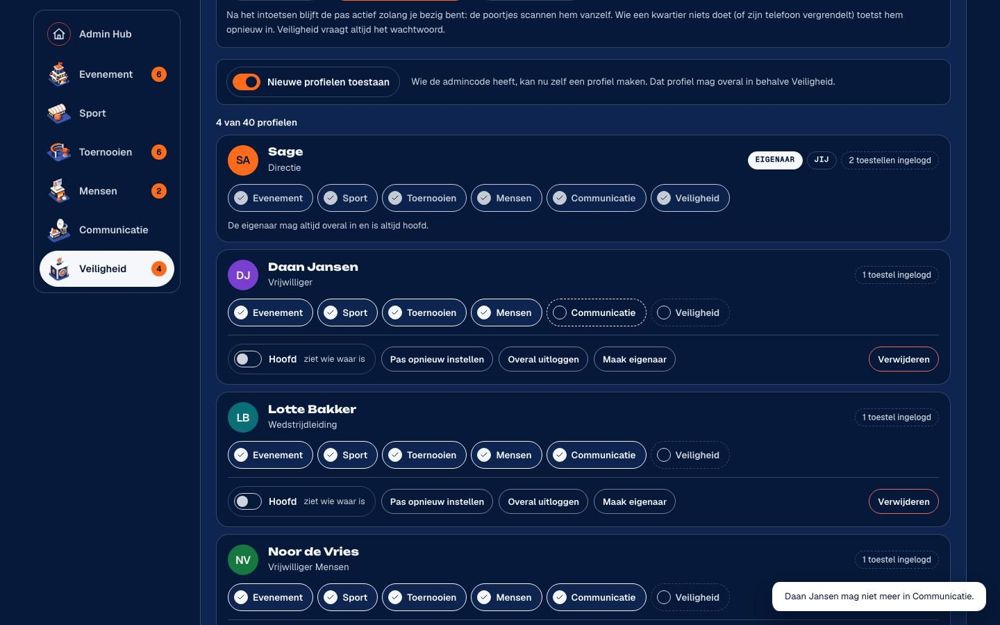 Na het intoetsen blijft de pas actief zolang je bezig bent: de poortjes scannen hem vanzelf. Wie een kwartier niets doet (of zijn telefoon vergrendelt) toetst hem
opnieuw in. Veiligheid vraagt altijd het wachtwoord.
Admin Hub
Evenement 6
Sport
Toernooien 6
Mensen 2
Communicatie
Veiligheid 4
Nieuwe profielen toestaan Wie de admincode heeft, kan nu zelf een profiel maken. Dat profiel mag overal in behalve Veiligheid.
4 van 40 profielen
SA Sage
Directie
EIGENAAR JIJ 2 toestellen ingelogd
Evenement Sport Toernooien Mensen Communicatie Veiligheid
De eigenaar mag altijd overal in en is altijd hoofd.
DJ Daan Jansen
Vrijwilliger
1 toestel ingelogd
Evenement Sport Toernooien Mensen Communicatie Veiligheid
Hoofd ziet wie waar is Pas opnieuw instellen Overal uitloggen Maak eigenaar Verwijderen
LB Lotte Bakker
Wedstrijdleiding
1 toestel ingelogd
Evenement Sport Toernooien Mensen Communicatie Veiligheid
Hoofd ziet wie waar is Pas opnieuw instellen Overal uitloggen Maak eigenaar Verwijderen
NV Noor de Vries
Vrijwilliger Mensen
1 toestel ingelogd
Evenement Sport Toernooien Mensen Communicatie Veiligheid
Daan Jansen mag niet meer in Communicatie.